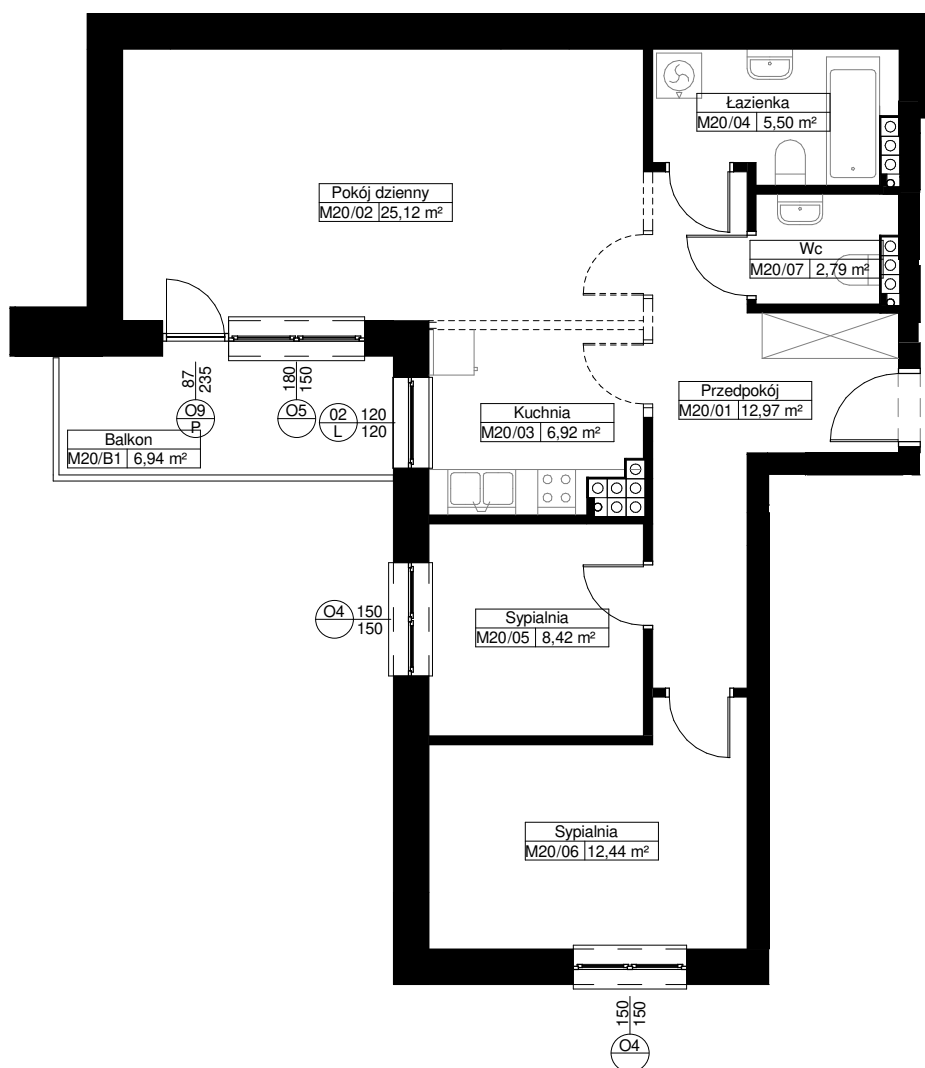 Łazienka
M20/04 5,50 m²
Pokój dzienny
M20/02 25,12 m²
Wc
M20/07 2,79 m²
Przedpokój
M20/01 12,97 m²
87
235
O9
P
180
150
O5
02
L
120
120
Kuchnia
M20/03 6,92 m²
Balkon
M20/B1 6,94 m²
O4
150
150
Sypialnia
M20/05 8,42 m²
Sypialnia
M20/06 12,44 m²
150
150
O4